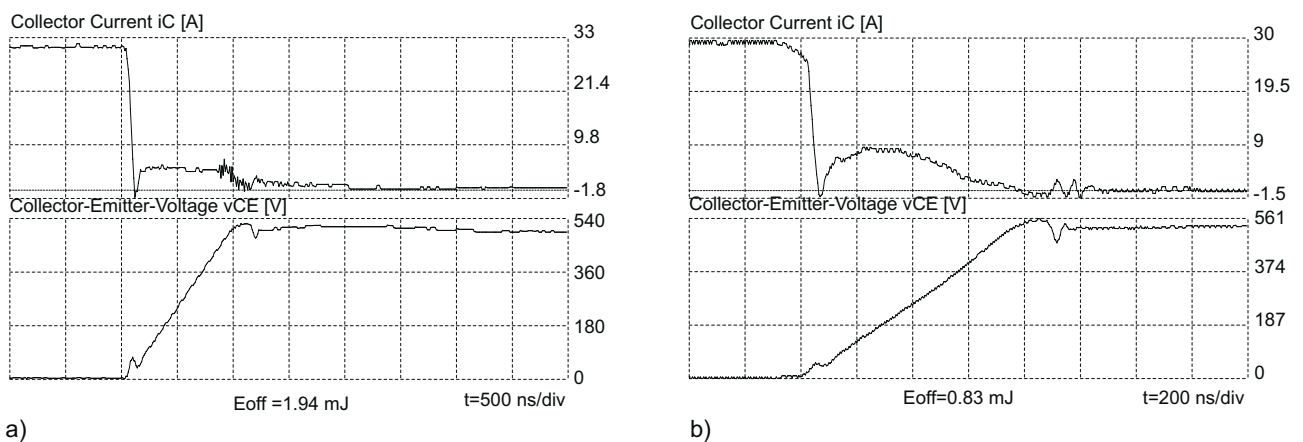 Collector Current iC [A]
33
21.4
9.8
-1.8
Collector-Emitter-Voltage vCE [V]
540
360
180
0
Eoff =1.94 mJ
t=500 ns/div
a)
Collector Current iC [A]
30
19.5
9
-1.5
Collector-Emitter-Voltage vCE [V]
561
374
187
0
Eoff=0.83 mJ
t=200 ns/div
b)